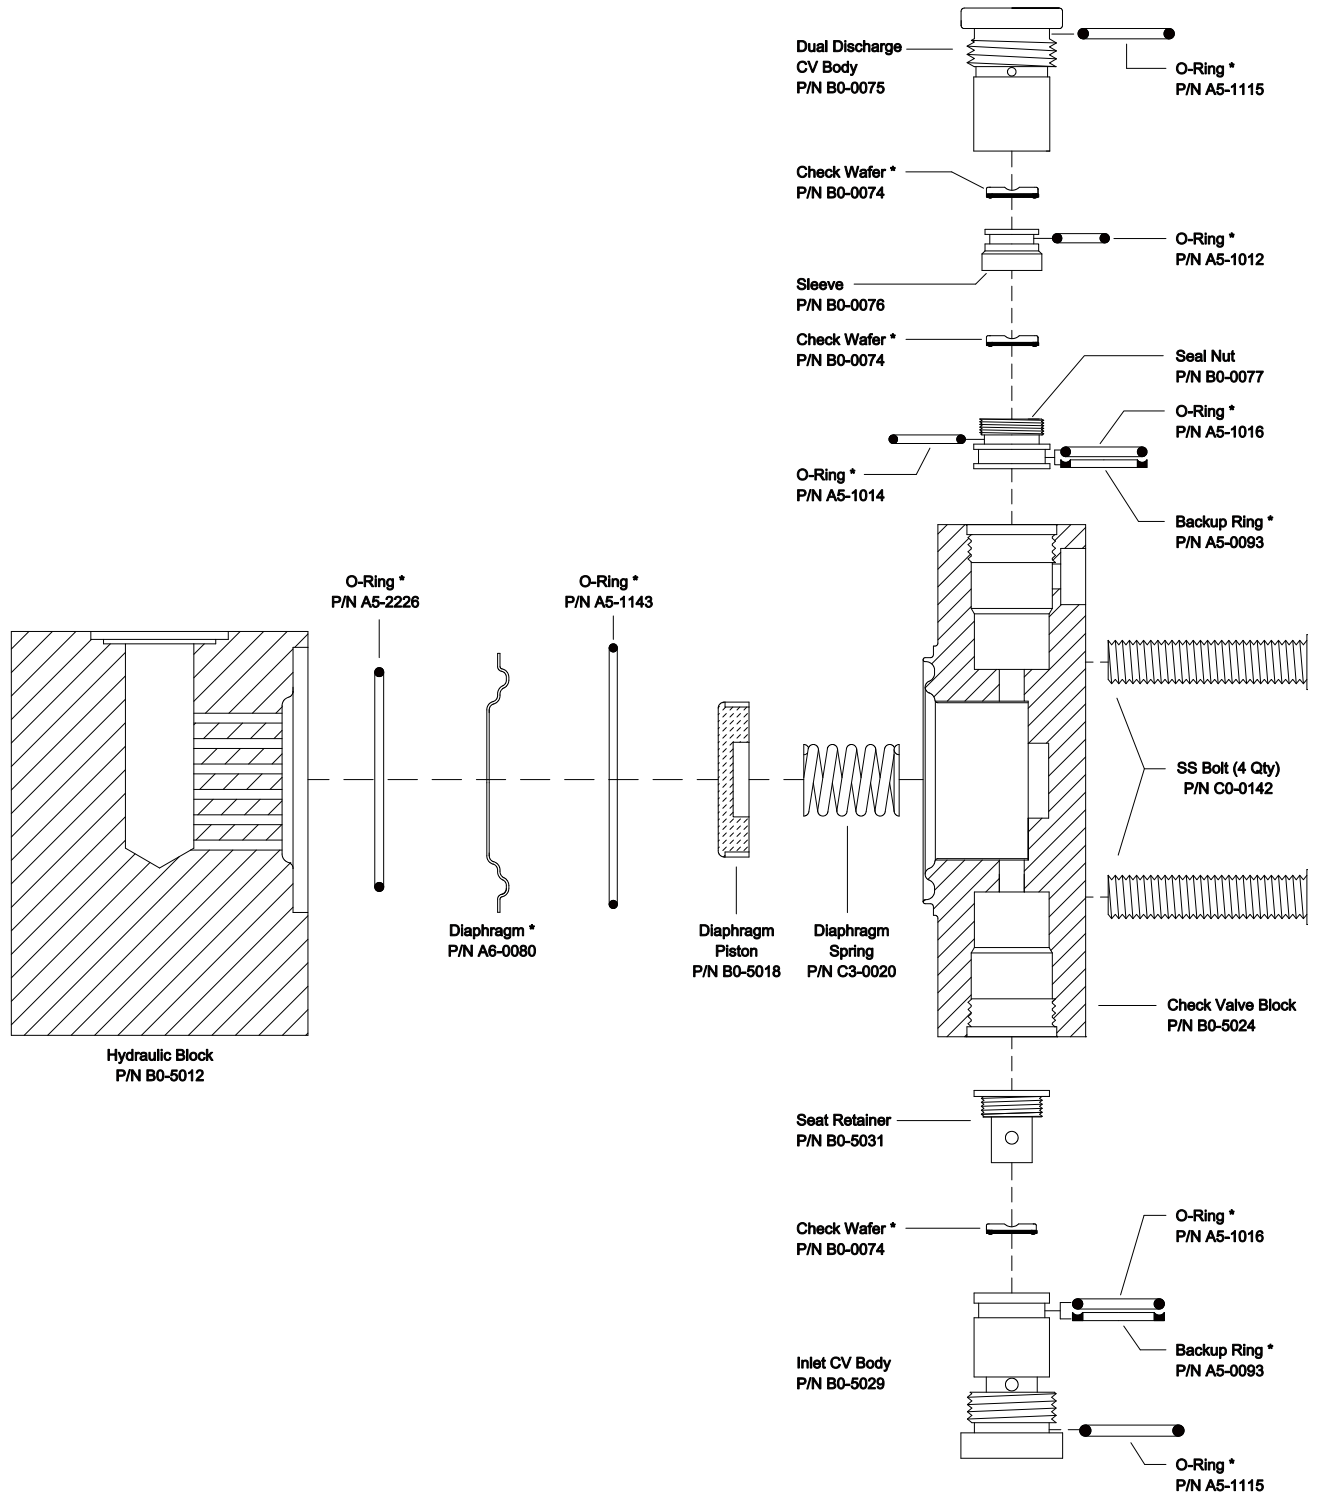 Dual Discharge
CV Body
P/N B0-0075
O-Ring *
P/N A5-1115
Check Wafer *
P/N B0-0074
O-Ring *
P/N A5-1012
Sleeve
P/N B0-0076
Check Wafer *
P/N B0-0074
Seal Nut
P/N B0-0077
O-Ring *
P/N A5-1016
O-Ring *
P/N A5-1014
Backup Ring *
P/N A5-0093
O-Ring *
P/N A5-2226
O-Ring *
P/N A5-1143
SS Bolt (4 Qty)
P/N C0-0142
Diaphragm *
P/N A6-0080
Diaphragm
Piston
P/N B0-5018
Diaphragm
Spring
P/N C3-0020
Check Valve Block
P/N B0-5024
Hydraulic Block
P/N B0-5012
Seat Retainer
P/N B0-5031
Check Wafer *
P/N B0-0074
O-Ring *
P/N A5-1016
Inlet CV Body
P/N B0-5029
Backup Ring *
P/N A5-0093
O-Ring *
P/N A5-1115